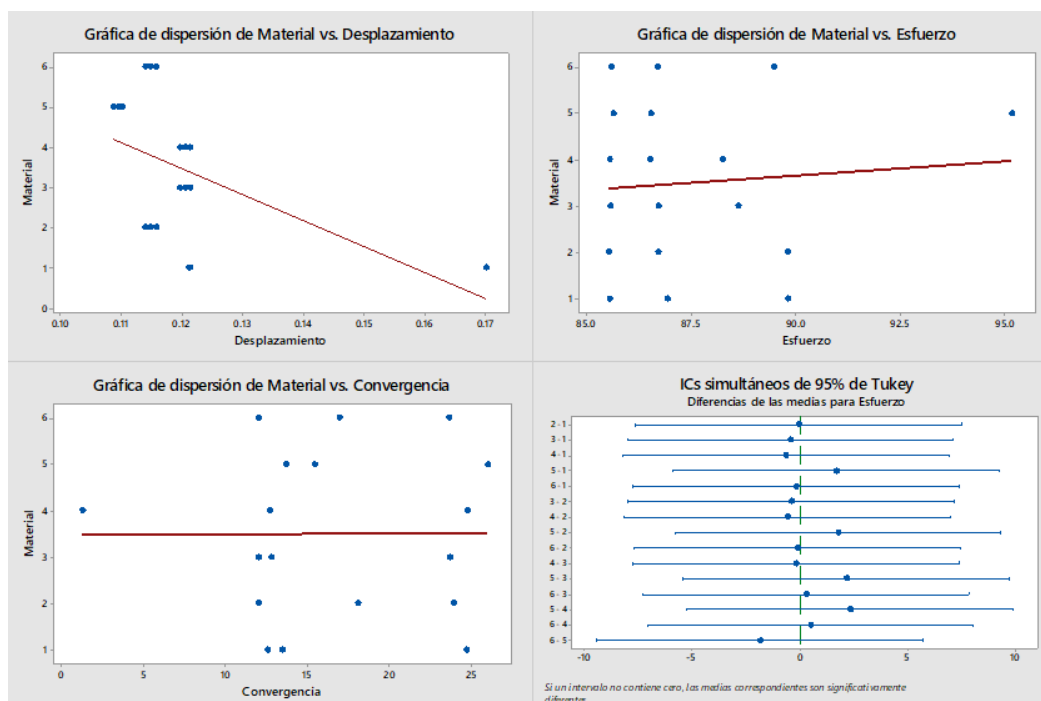 Gráfica de dispersión de Material vs. Desplazamiento
6
5
4
3
2
1
0
Material
0.10 0.11 0.12 0.13 0.14 0.15 0.16 0.17
Desplazamiento
Gráfica de dispersión de Material vs. Esfuerzo
6
5
4
3
2
1
Material
85.0 87.5 90.0 92.5 95.0
Esfuerzo
Gráfica de dispersión de Material vs. Convergencia
6
5
4
3
2
1
Material
0 5 10 15 20 25
Convergencia
ICs simultáneos de 95% de Tukey
Diferencias de las medias para Esfuerzo
2 - 1
3 - 1
4 - 1
5 - 1
6 - 1
3 - 2
4 - 2
5 - 2
6 - 2
4 - 3
5 - 3
6 - 3
5 - 4
6 - 4
6 - 5
-10 -5 0 5 10
Si un intervalo no contiene cero, las medias correspondientes son significativamente
diferentes